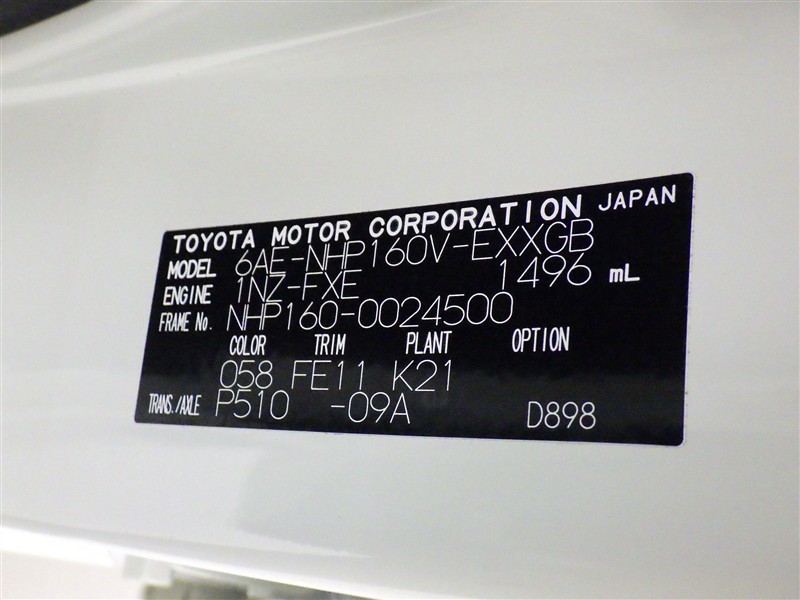 TOYOTA MOTOR CORPORATION JAPAN
MODEL 6AE-NHP160V-EXXGB
ENGINE 1NZ-FXE 1496 mL
FRAME No. NHP160-0024500
COLOR TRIM PLANT OPTION
058 FE11 K21
TRANS./AXLE P510 -09A D898